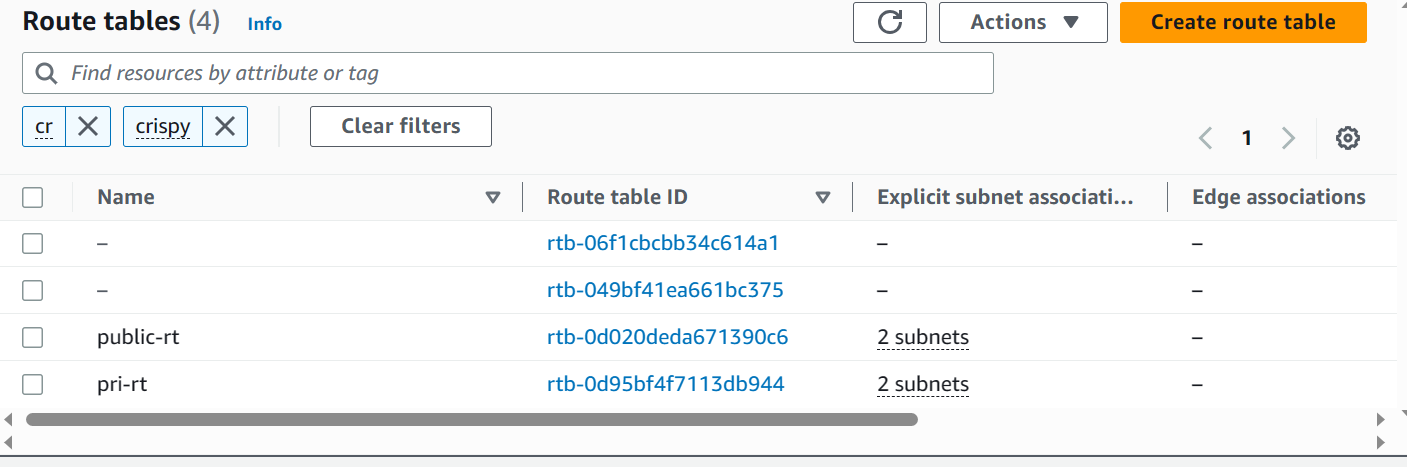 Route tables (4) Info Actions Create route table
Find resources by attribute or tag
cr crispy Clear filters
1
Name Route table ID Explicit subnet associati... Edge associations
– rtb-06f1cbcbb34c614a1 – –
– rtb-049bf41ea661bc375 – –
public-rt rtb-0d020deda671390c6 2 subnets –
pri-rt rtb-0d95bf4f7113db944 2 subnets –